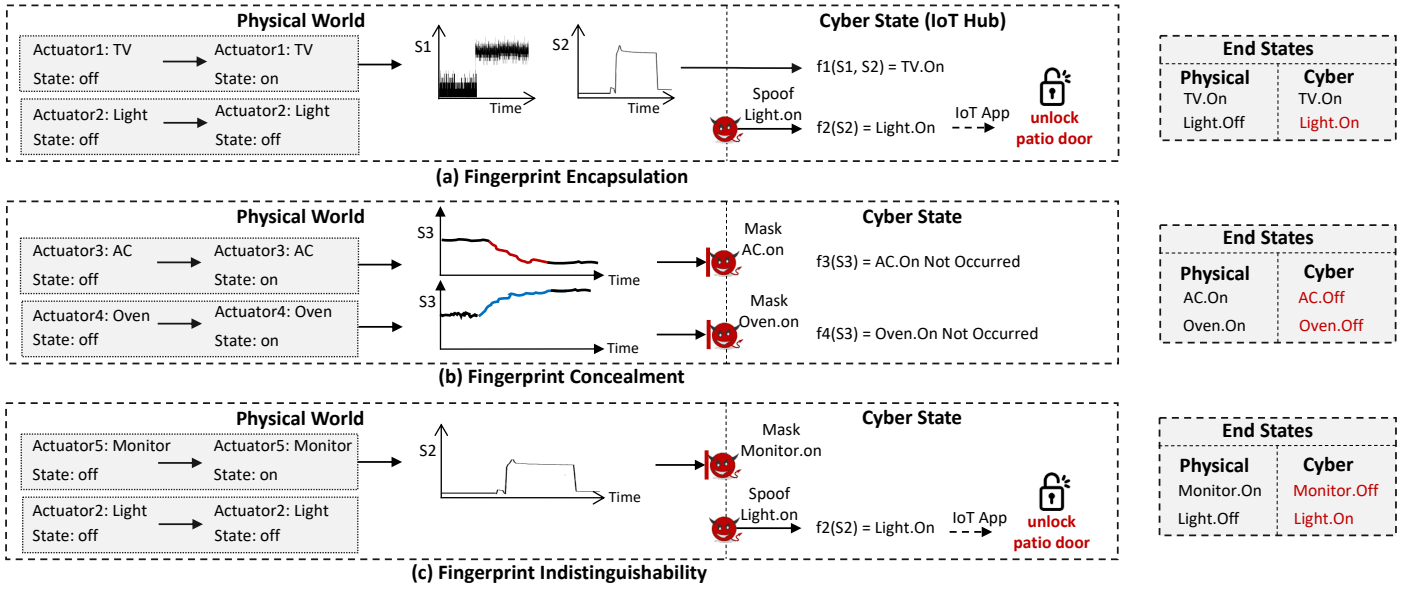 Physical World
Cyber State (IoT Hub)
Actuator1: TV
State: off
Actuator1: TV
State: on
Actuator2: Light
State: off
Actuator2: Light
State: off
S1
Time
S2
Time
f1(S1, S2) = TV.On
Spoof
Light.on
f2(S2) = Light.On
IoT App
unlock
patio door
End States
Physical
Cyber
TV.On
TV.On
Light.Off
Light.On
(a) Fingerprint Encapsulation
Physical World
Cyber State
Actuator3: AC
State: off
Actuator3: AC
State: on
Actuator4: Oven
State: off
Actuator4: Oven
State: on
S3
Time
S3
Time
Mask
AC.on
f3(S3) = AC.On Not Occurred
Mask
Oven.on
f4(S3) = Oven.On Not Occurred
End States
Physical
Cyber
AC.On
AC.Off
Oven.On
Oven.Off
(b) Fingerprint Concealment
Physical World
Cyber State
Actuator5: Monitor
State: off
Actuator5: Monitor
State: on
Actuator2: Light
State: off
Actuator2: Light
State: off
S2
Time
Mask
Monitor.on
Spoof
Light.on
f2(S2) = Light.On
IoT App
unlock
patio door
End States
Physical
Cyber
Monitor.On
Monitor.Off
Light.Off
Light.On
(c) Fingerprint Indistinguishability